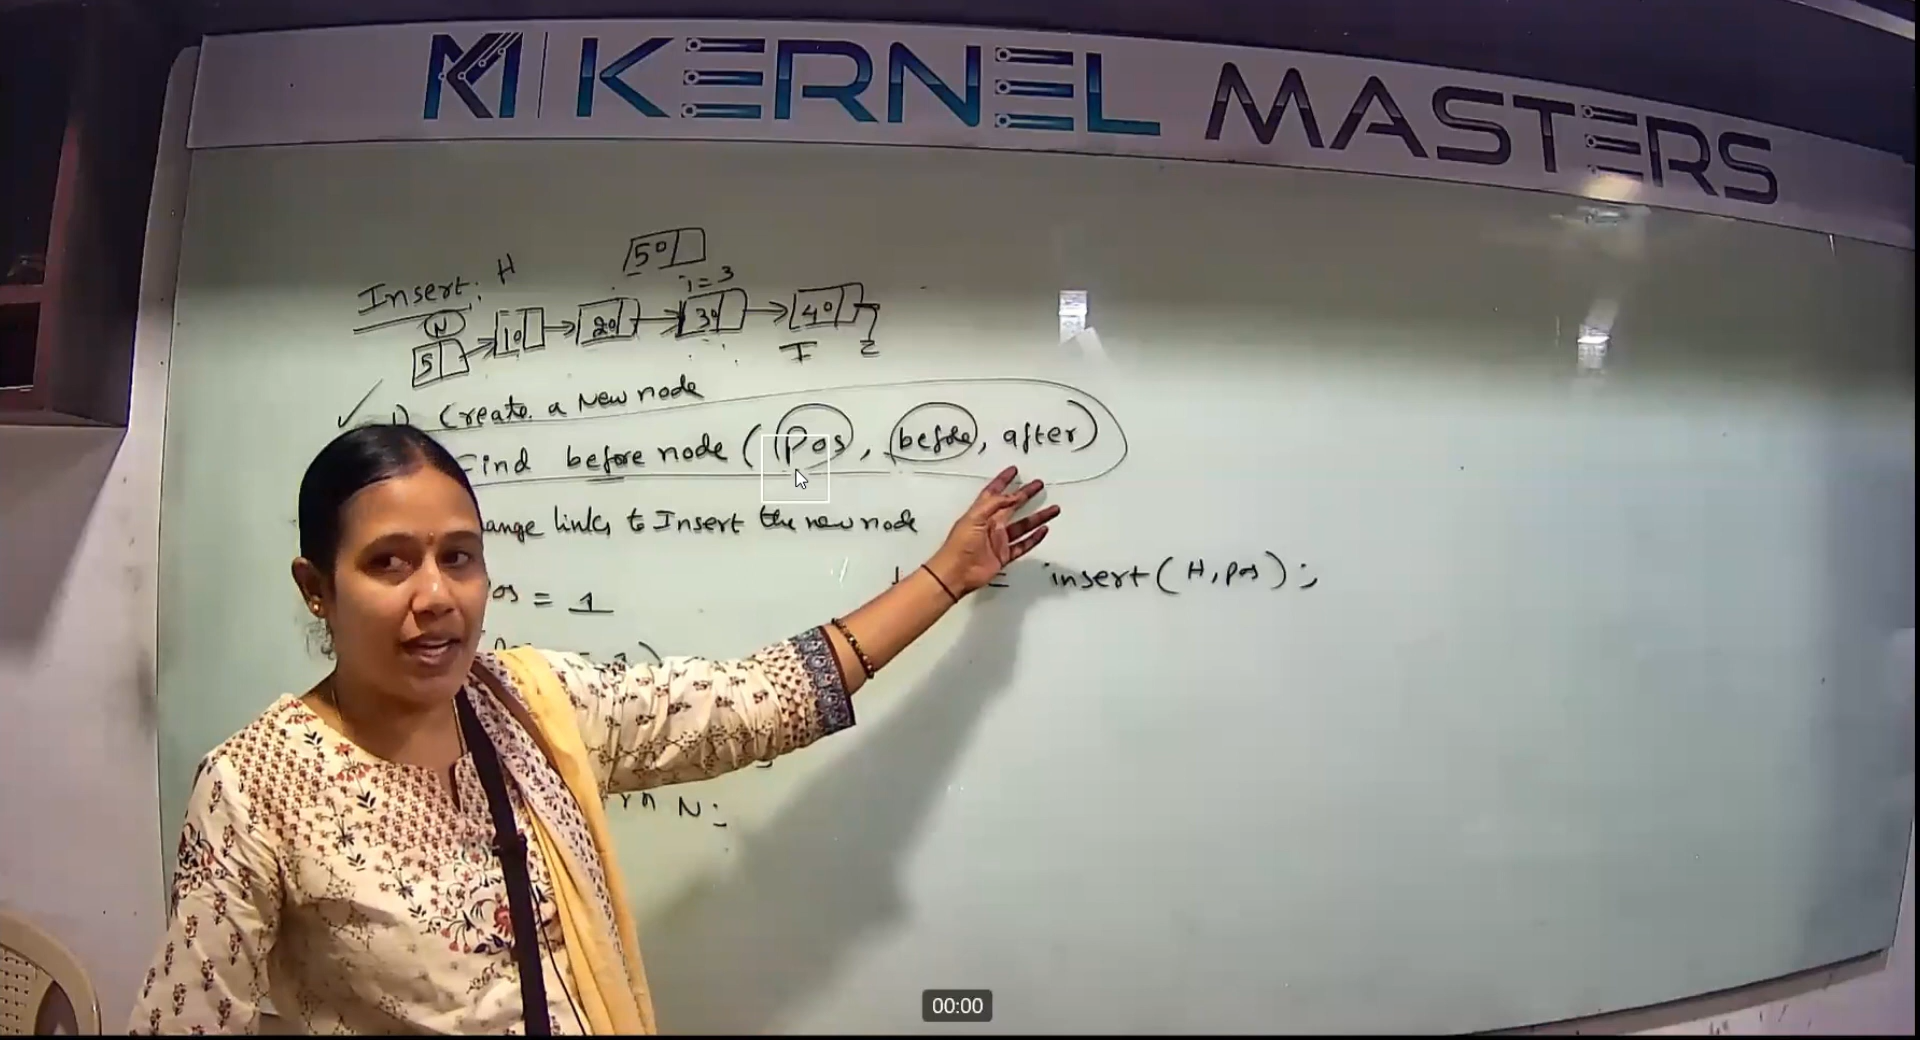 KERNEL MASTERS
50
Insert: H
i=3
N
5 10 20 30 40
T
1) Create a New node
Find before node (Pos, before, after)
ange links to Insert the new node
= insert(H, pos);
os = 1
N;
00:00